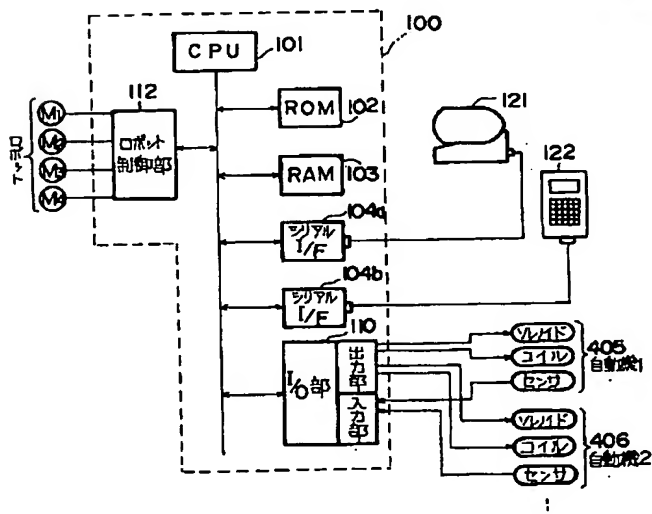 100
CPU
101
112
M1
M2
M3
M4
ロボット
ロボット
制御部
ROM
102
RAM
103
104a
シリアル
I/F
104b
シリアル
I/F
110
I/O部
出力部
入力部
121
122
ソレノイド
コイル
センサ
405
自動機1
ソレノイド
コイル
センサ
406
自動機2